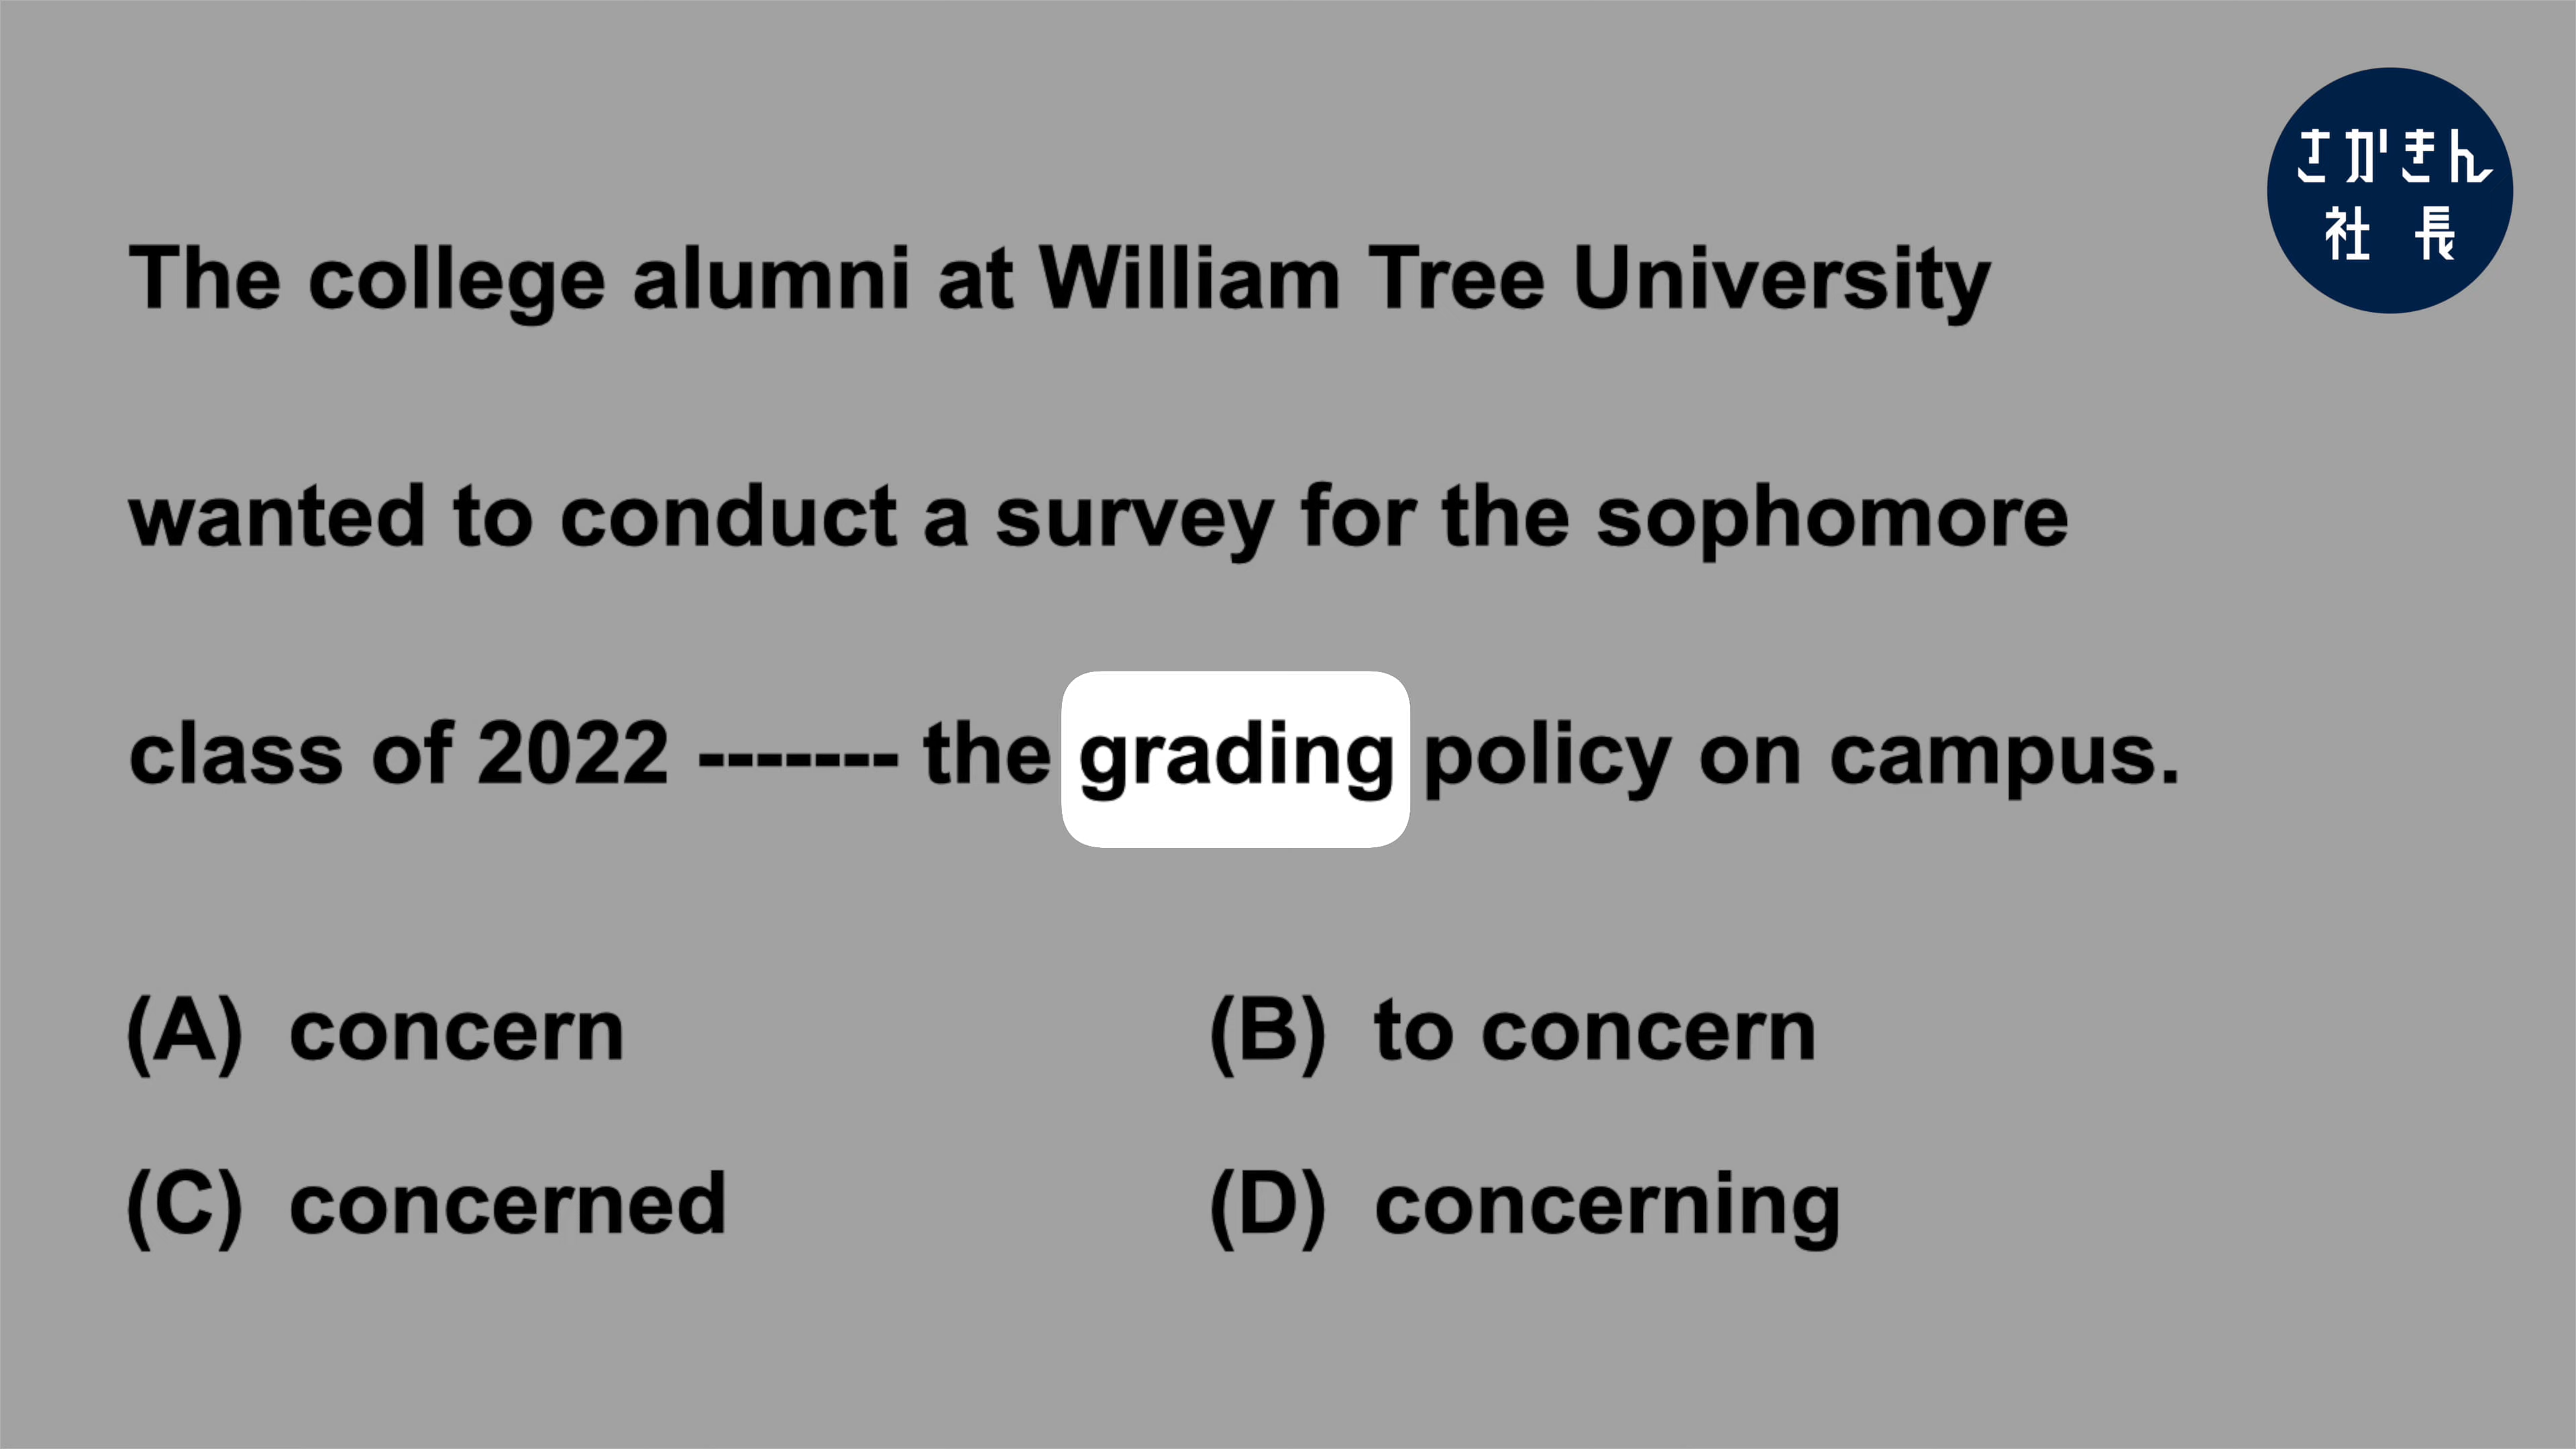 さかきん
社長
The college alumni at William Tree University
wanted to conduct a survey for the sophomore
class of 2022 ------- the grading policy on campus.
(A) concern
(B) to concern
(C) concerned
(D) concerning